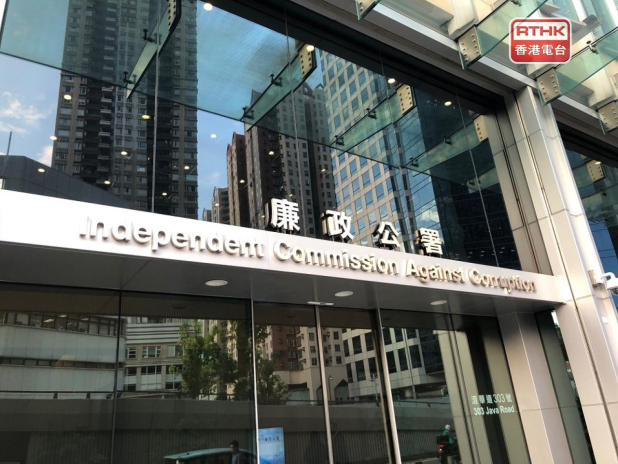 RTHK
香港電台
廉政公署
Independent Commission Against Corruption
渣華道303號
303 Java Road